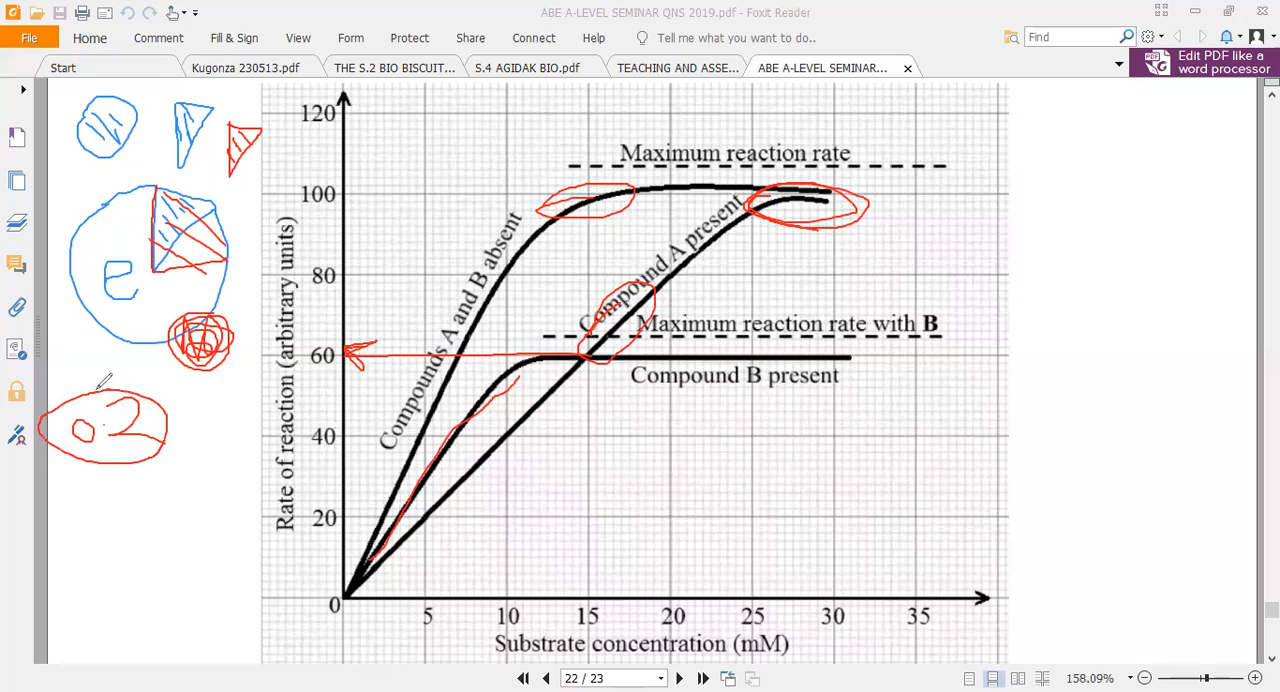 ABE A-LEVEL SEMINAR QNS 2019.pdf - Foxit Reader
File Home Comment Fill & Sign View Form Protect Share Connect Help Tell me what you want to do.. Find
Start Kugonza 230513.pdf THE S.2 BIO BISCUIT... S.4 AGIDAK BIO.pdf TEACHING AND ASSE... ABE A-LEVEL SEMINAR...
Edit PDF like a
word processor
120
Maximum reaction rate
100
80
60
40
20
0
Rate of reaction (arbitrary units)
Compounds A and B absent
Compound A present
Maximum reaction rate with B
Compound B present
e
02
5 10 15 20 25 30 35
Substrate concentration (mM)
22 / 23
158.09%